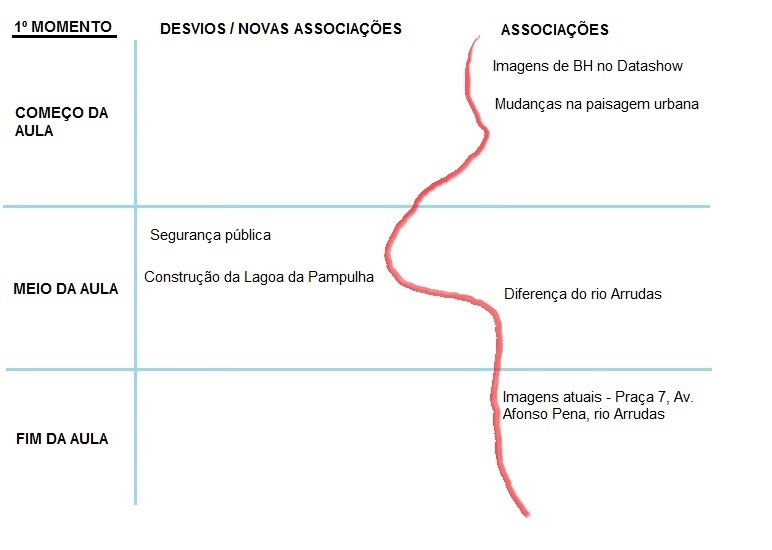 1º MOMENTO
DESVIOS / NOVAS ASSOCIAÇÕES
ASSOCIAÇÕES
COMEÇO DA
AULA
Imagens de BH no Datashow
Mudanças na paisagem urbana
MEIO DA AULA
Segurança pública
Construção da Lagoa da Pampulha
Diferença do rio Arrudas
FIM DA AULA
Imagens atuais - Praça 7, Av.
Afonso Pena, rio Arrudas